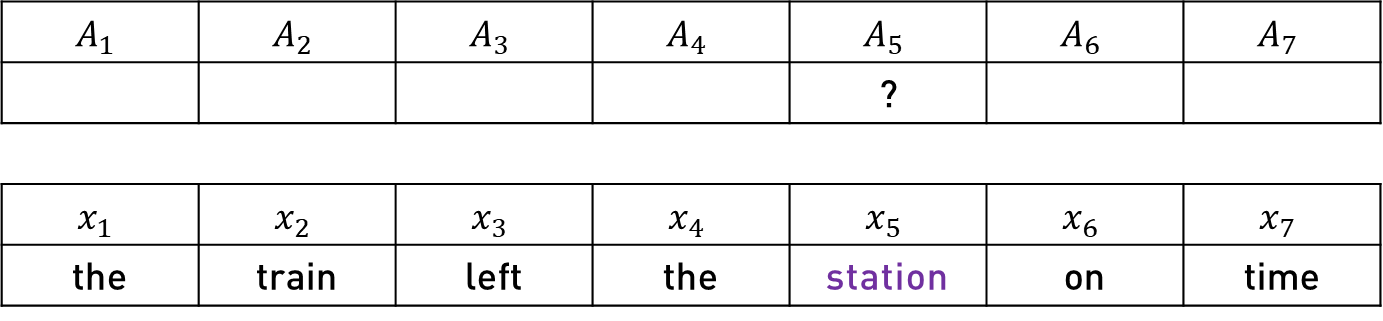 A₁ A₂ A₃ A₄ A₅ A₆ A₇
?
x₁ x₂ x₃ x₄ x₅ x₆ x₇
the train left the station on time